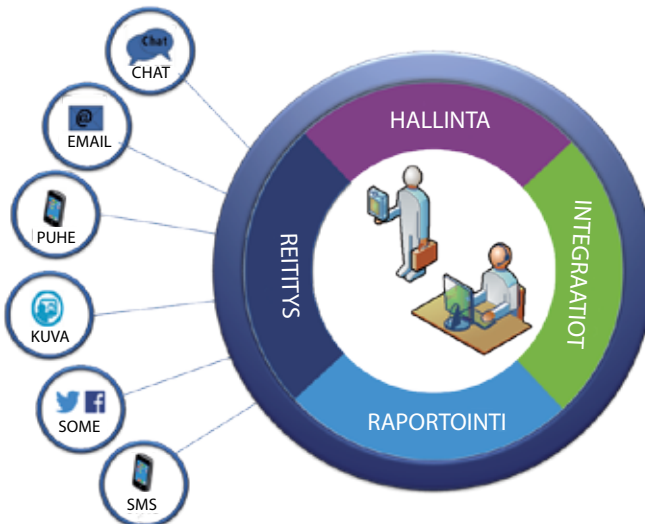 Chat
CHAT
@
EMAIL
PUHE
KUVA
SOME
SMS
HALLINTA
REITITYS
INTEGRAATIOT
RAPORTOINTI